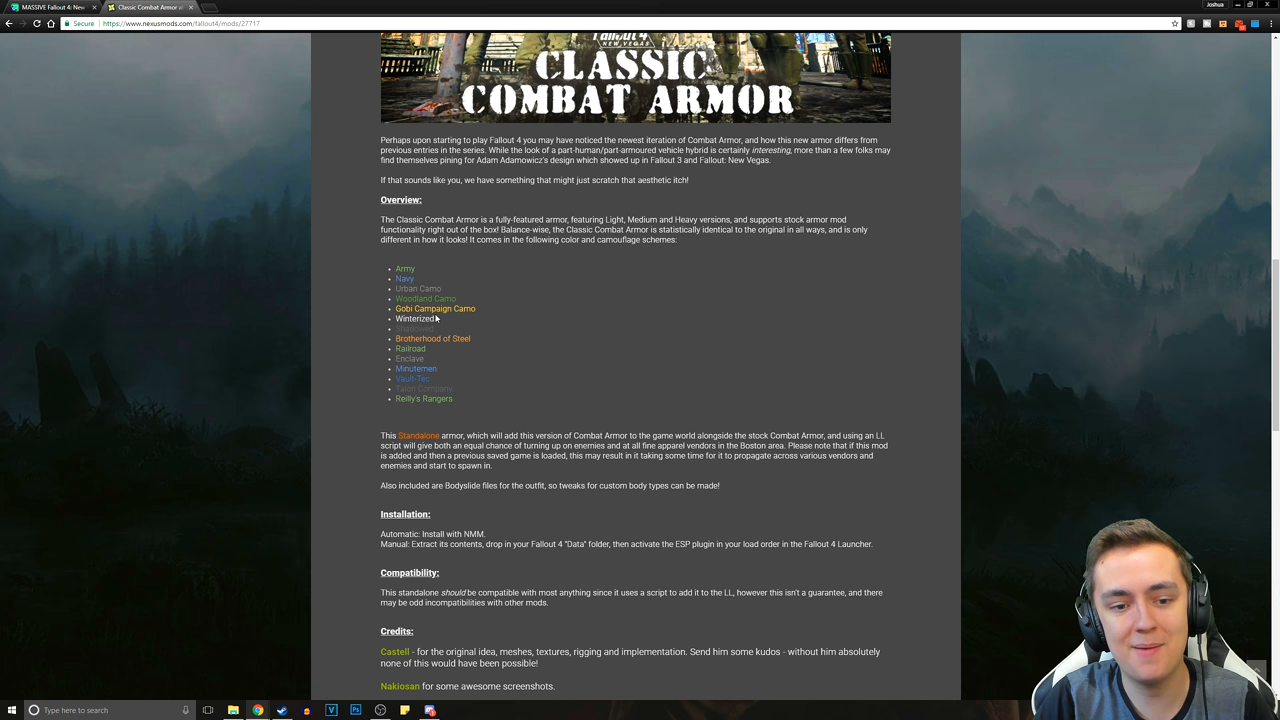 MASSIVE Fallout 4: New
Classic Combat Armor at
Joshua
Secure
https://www.nexusmods.com/fallout4/mods/27717
Fallout 4
NEW VEGAS
CLASSIC
COMBAT ARMOR
Perhaps upon starting to play Fallout 4 you may have noticed the newest iteration of Combat Armor, and how this new armor differs from
previous entries in the series. While the look of a part-human/part-armoured vehicle hybrid is certainly interesting, more than a few folks may
find themselves pining for Adam Adamowicz's design which showed up in Fallout 3 and Fallout: New Vegas.
If that sounds like you, we have something that might just scratch that aesthetic itch!
Overview:
The Classic Combat Armor is a fully-featured armor, featuring Light, Medium and Heavy versions, and supports stock armor mod
functionality right out of the box! Balance-wise, the Classic Combat Armor is statistically identical to the original in all ways, and is only
different in how it looks! It comes in the following color and camouflage schemes:
• Army
• Navy
• Urban Camo
• Woodland Camo
• Gobi Campaign Camo
• Winterized
• Shadowed
• Brotherhood of Steel
• Railroad
• Enclave
• Minutemen
• Vault-Tec
• Talon Company
• Reilly's Rangers
This Standalone armor, which will add this version of Combat Armor to the game world alongside the stock Combat Armor, and using an LL
script will give both an equal chance of turning up on enemies and at all fine apparel vendors in the Boston area. Please note that if this mod
is added and then a previous saved game is loaded, this may result in it taking some time for it to propagate across various vendors and
enemies and start to spawn in.
Also included are Bodyslide files for the outfit, so tweaks for custom body types can be made!
Installation:
Automatic: Install with NMM.
Manual: Extract its contents, drop in your Fallout 4 "Data" folder, then activate the ESP plugin in your load order in the Fallout 4 Launcher.
Compatibility:
This standalone should be compatible with most anything since it uses a script to add it to the LL, however this isn't a guarantee, and there
may be odd incompatibilities with other mods.
Credits:
Castell - for the original idea, meshes, textures, rigging and implementation. Send him some kudos - without him absolutely
none of this would have been possible!
Nakiosan for some awesome screenshots.
Type here to search